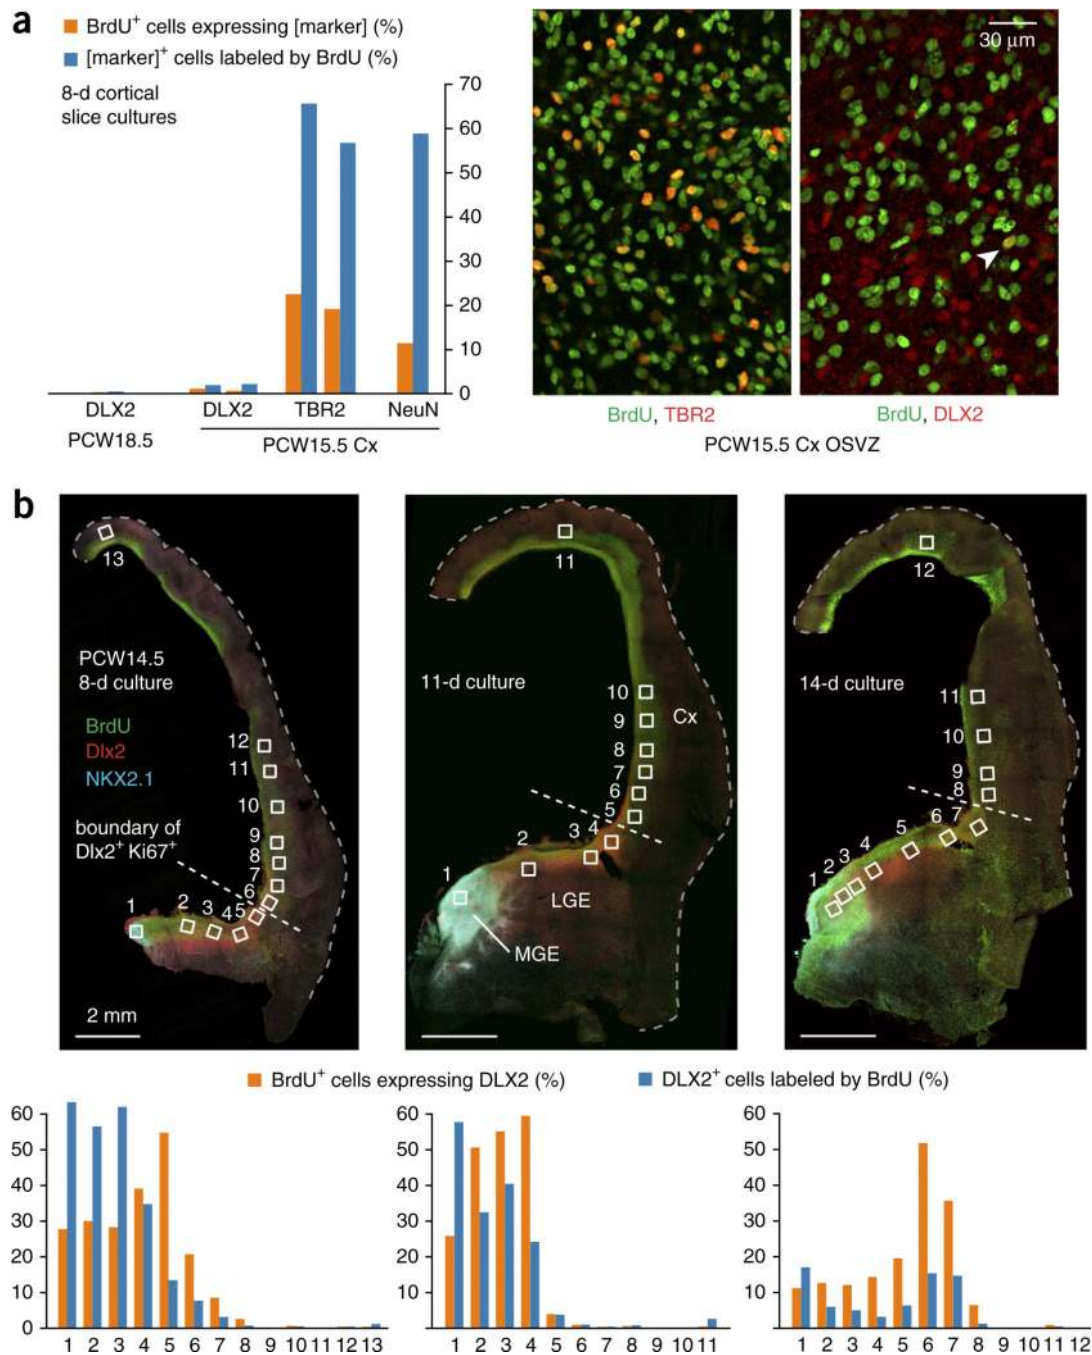 a
BrdU+ cells expressing [marker] (%)
[marker]+ cells labeled by BrdU (%)
8-d cortical
slice cultures
70
60
50
40
30
20
10
0
DLX2 DLX2 TBR2 NeuN
PCW18.5 PCW15.5 Cx
30 μm
BrdU, TBR2 BrdU, DLX2
PCW15.5 Cx OSVZ
b
13
PCW14.5
8-d culture
BrdU
Dlx2
NKX2.1
boundary of
Dlx2+ Ki67+
12
11
10
9
8
7
6
5
4
3
2
1
2 mm
11
11-d culture
10
9
8
7
6
5
4
3
2
1
Cx
LGE
MGE
12
14-d culture
11
10
9
8
7
6
5
4
3
2
1
BrdU+ cells expressing DLX2 (%) DLX2+ cells labeled by BrdU (%)
60
50
40
30
20
10
0
1 2 3 4 5 6 7 8 9 10 11 12 13
60
50
40
30
20
10
0
1 2 3 4 5 6 7 8 9 10 11
60
50
40
30
20
10
0
1 2 3 4 5 6 7 8 9 10 11 12